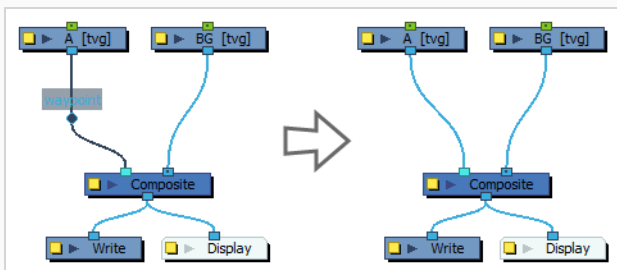 A [tvg] BG [tvg] A [tvg] BG [tvg]
waypoint
Composite Composite
Write Display Write Display